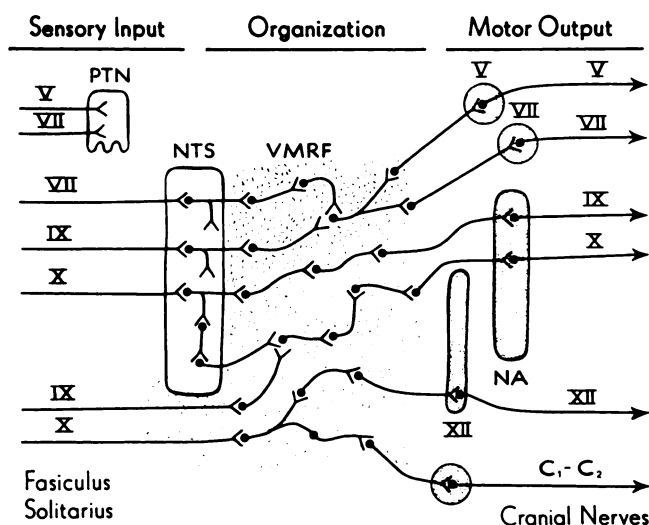 Sensory Input
Organization
Motor Output
PTN
V
VII
V
V
VII
VII
NTS
VMRF
VII
IX
IX
X
X
NA
IX
X
XII
XII
C₁-C₂
Fasiculus
Solitarius
Cranial Nerves